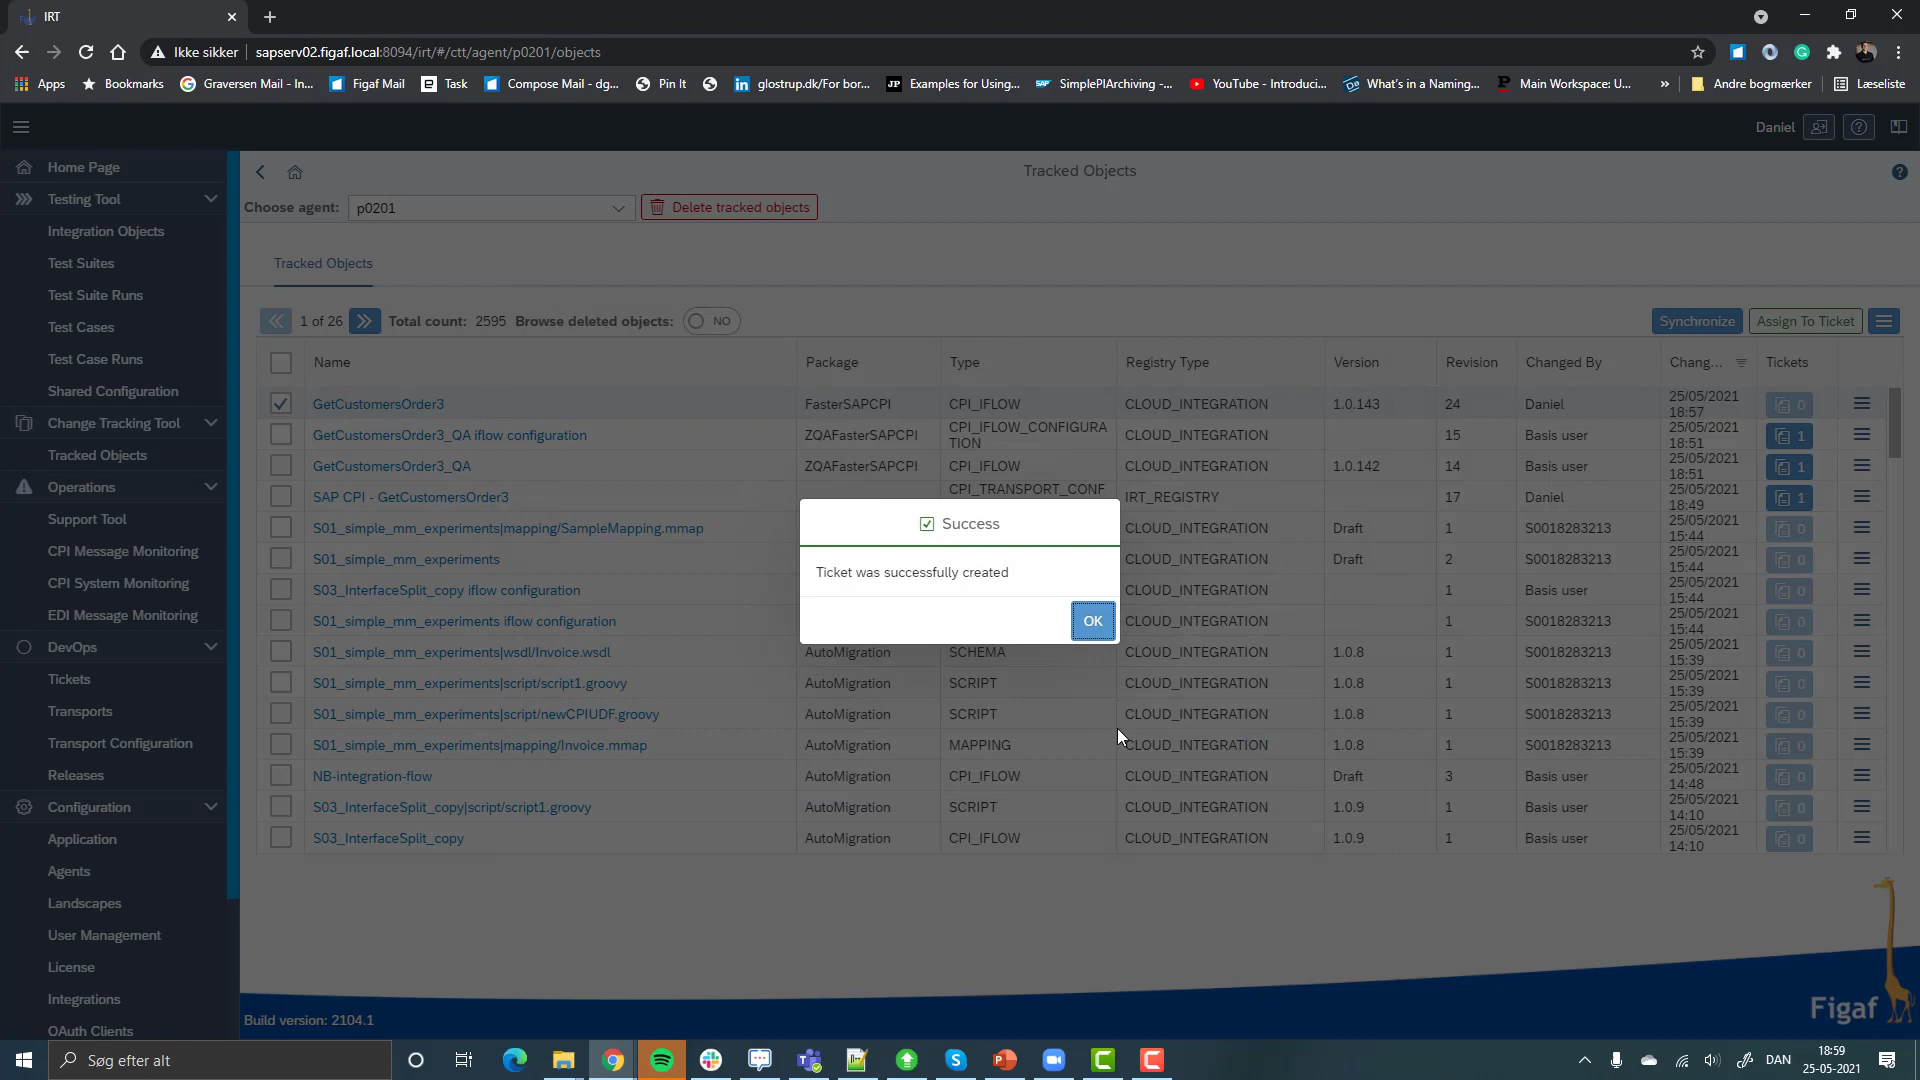 IRT
Ikke sikker
sapserv02.figaf.local:8094/irt/#/ctt/agent/p0201/objects
Apps
Bookmarks
Graversen Mail - In...
Figaf Mail
Task
Compose Mail - dg...
Pin It
glostrup.dk/For bor...
JP
Examples for Using...
SimplePIArchiving -...
YouTube - Introduci...
What's in a Naming...
Main Workspace: U...
»
Andre bogmærker
Læseliste
Daniel
Home Page
Tracked Objects
Testing Tool
Choose agent:
p0201
Delete tracked objects
Integration Objects
Test Suites
Tracked Objects
Test Suite Runs
Test Cases
1 of 26
Total count: 2595
Browse deleted objects:
NO
Synchronize
Assign To Ticket
Test Case Runs
Name Package Type Registry Type Version Revision Changed By Chang... Tickets
Shared Configuration
GetCustomersOrder3 FasterSAPCPI CPI_IFLOW CLOUD_INTEGRATION 1.0.143 24 Daniel 25/05/2021 18:57 0
Change Tracking Tool
GetCustomersOrder3_QA iflow configuration ZQAFasterSAPCPI CPI_IFLOW_CONFIGURATION CLOUD_INTEGRATION 15 Basis user 25/05/2021 18:51 1
Tracked Objects
GetCustomersOrder3_QA ZQAFasterSAPCPI CPI_IFLOW CLOUD_INTEGRATION 1.0.142 14 Basis user 25/05/2021 18:51 1
Operations
SAP CPI - GetCustomersOrder3 CPI_TRANSPORT_CONF IRT_REGISTRY 17 Daniel 25/05/2021 18:49 1
Support Tool
S01_simple_mm_experiments|mapping/SampleMapping.mmap CLOUD_INTEGRATION Draft 1 S0018283213 25/05/2021 15:44 0
CPI Message Monitoring
S01_simple_mm_experiments CLOUD_INTEGRATION Draft 2 S0018283213 25/05/2021 15:44 0
CPI System Monitoring
S03_InterfaceSplit_copy iflow configuration CLOUD_INTEGRATION 1 S0018283213 25/05/2021 15:44 0
EDI Message Monitoring
S01_simple_mm_experiments iflow configuration CLOUD_INTEGRATION 1 S0018283213 25/05/2021 15:44 0
DevOps
S01_simple_mm_experiments|wsdl/Invoice.wsdl AutoMigration SCHEMA CLOUD_INTEGRATION 1.0.8 1 S0018283213 25/05/2021 15:39 0
Tickets
S01_simple_mm_experiments|script/script1.groovy AutoMigration SCRIPT CLOUD_INTEGRATION 1.0.8 1 S0018283213 25/05/2021 15:39 0
Transports
S01_simple_mm_experiments|script/newCPIUDF.groovy AutoMigration SCRIPT CLOUD_INTEGRATION 1.0.8 1 S0018283213 25/05/2021 15:39 0
Transport Configuration
S01_simple_mm_experiments|mapping/Invoice.mmap AutoMigration MAPPING CLOUD_INTEGRATION 1.0.8 1 S0018283213 25/05/2021 15:39 0
Releases
NB-integration-flow AutoMigration CPI_IFLOW CLOUD_INTEGRATION Draft 3 Basis user 25/05/2021 14:48 0
Configuration
S03_InterfaceSplit_copy|script/script1.groovy AutoMigration SCRIPT CLOUD_INTEGRATION 1.0.9 1 Basis user 25/05/2021 14:10 0
Application
S03_InterfaceSplit_copy AutoMigration CPI_IFLOW CLOUD_INTEGRATION 1.0.9 1 Basis user 25/05/2021 14:10 0
Agents
Landscapes
User Management
License
Integrations
OAuth Clients
Success
Ticket was successfully created
OK
Figaf
Build version: 2104.1
Søg efter alt
DAN
18:59
25-05-2021